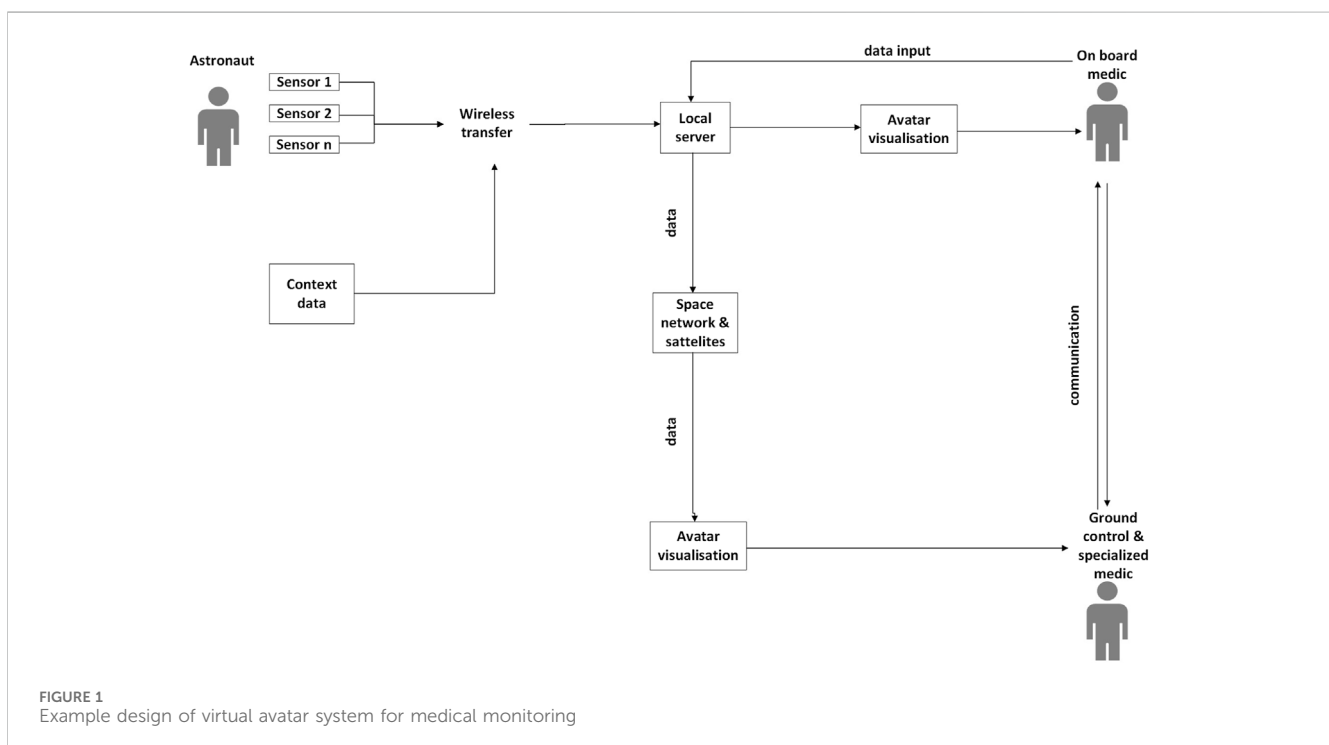 Astronaut
Sensor 1
Sensor 2
Sensor n
Wireless
transfer
Context
data
data input
Local
server
Avatar
visualisation
On board
medic
data
Space
network &
sattelites
data
Avatar
visualisation
communication
Ground
control &
specialized
medic
FIGURE 1
Example design of virtual avatar system for medical monitoring